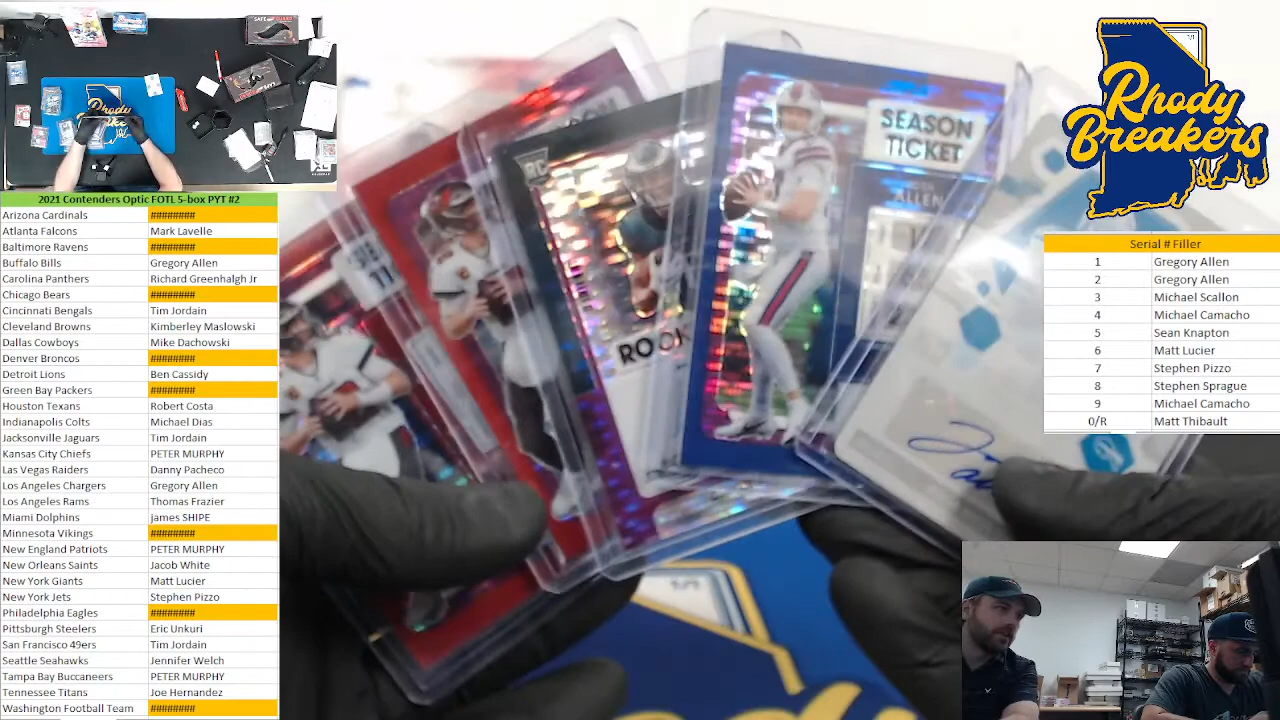 Rhody
Breakers
2021 Contenders Optic FOTL 5-box PYT #2
Arizona Cardinals ########
Atlanta Falcons Mark Lavelle
Baltimore Ravens ########
Buffalo Bills Gregory Allen
Carolina Panthers Richard Greenhalgh Jr
Chicago Bears ########
Cincinnati Bengals Tim Jordain
Cleveland Browns Kimberley Maslowski
Dallas Cowboys Mike Dachowski
Denver Broncos ########
Detroit Lions Ben Cassidy
Green Bay Packers ########
Houston Texans Robert Costa
Indianapolis Colts Michael Dias
Jacksonville Jaguars Tim Jordain
Kansas City Chiefs PETER MURPHY
Las Vegas Raiders Danny Pacheco
Los Angeles Chargers Gregory Allen
Los Angeles Rams Thomas Frazier
Miami Dolphins james SHIPE
Minnesota Vikings ########
New England Patriots PETER MURPHY
New Orleans Saints Jacob White
New York Giants Matt Lucier
New York Jets Stephen Pizzo
Philadelphia Eagles ########
Pittsburgh Steelers Eric Unkuri
San Francisco 49ers Tim Jordain
Seattle Seahawks Jennifer Welch
Tampa Bay Buccaneers PETER MURPHY
Tennessee Titans Joe Hernandez
Washington Football Team ########
RC
ROOK
SEASON
TICKET
ALLEN
Rhody
Breakers
Serial # Filler
1 Gregory Allen
2 Gregory Allen
3 Michael Scallon
4 Michael Camacho
5 Sean Knapton
6 Matt Lucier
7 Stephen Pizzo
8 Stephen Sprague
9 Michael Camacho
0/R Matt Thibault